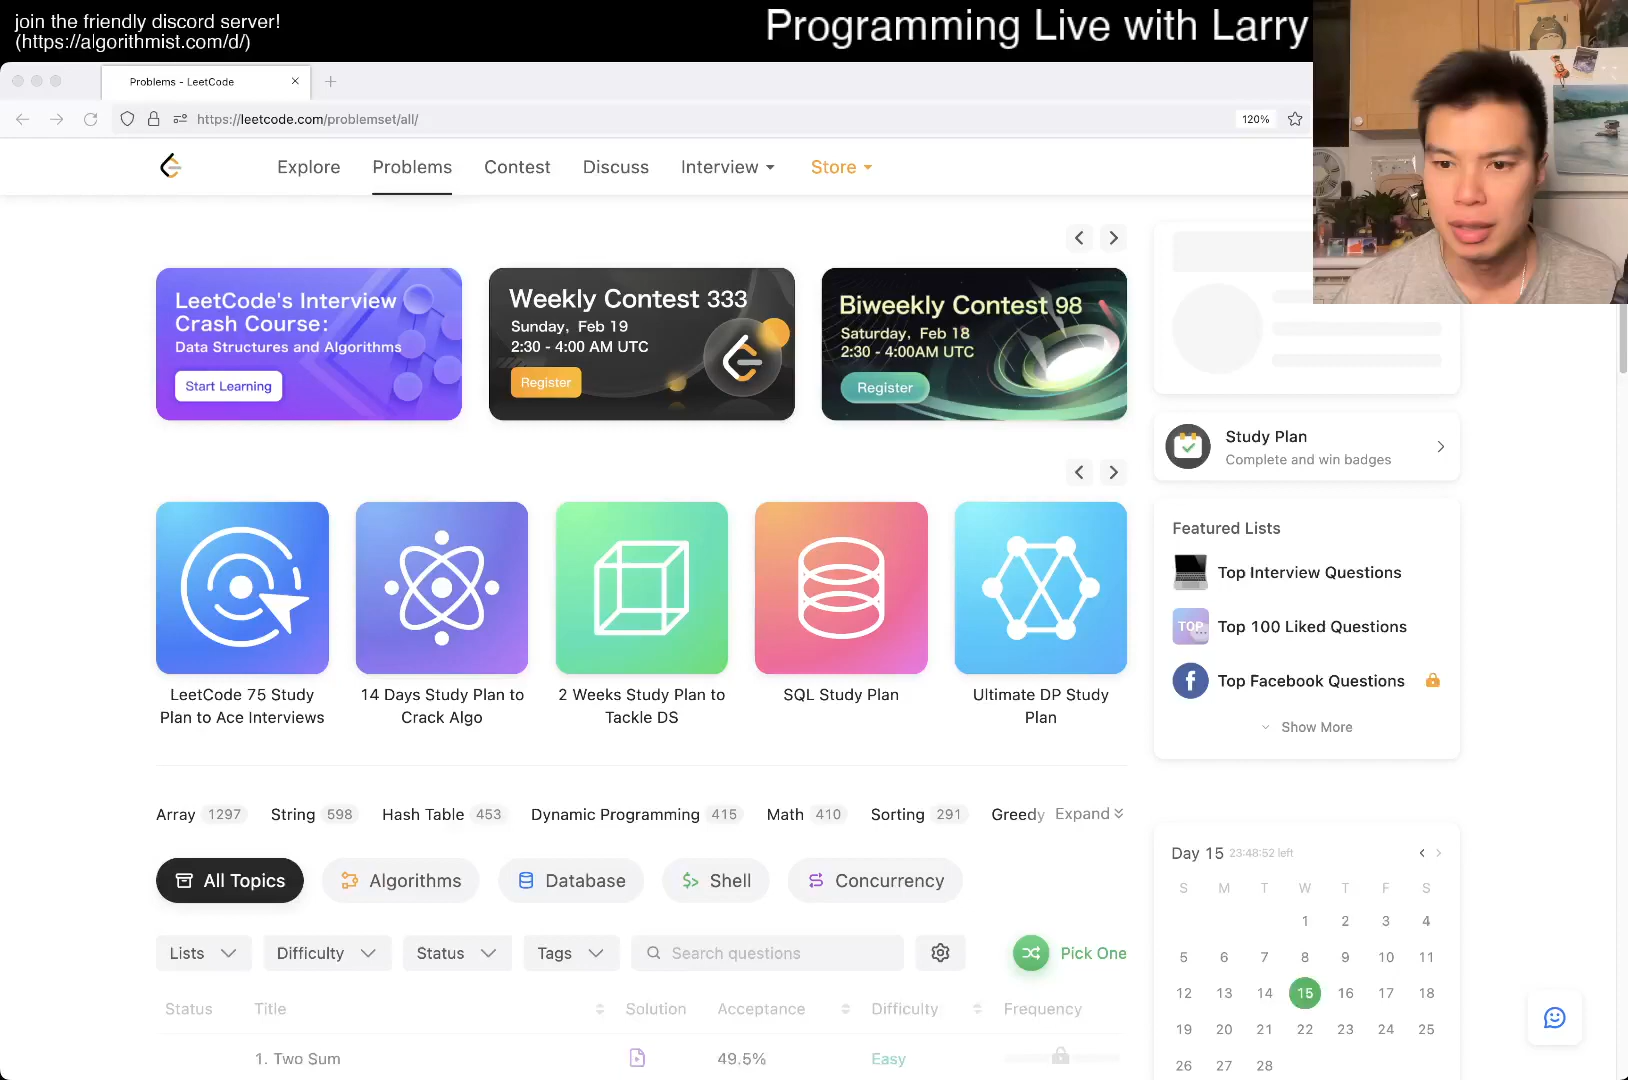 join the friendly discord server!
(https://algorithmist.com/d/)
Programming Live with Larry
Problems - LeetCode
https://leetcode.com/problemset/all/
120%
Explore
Problems
Contest
Discuss
Interview
Store
LeetCode's Interview
Crash Course:
Data Structures and Algorithms
Start Learning
Weekly Contest 333
Sunday, Feb 19
2:30 - 4:00 AM UTC
Register
Biweekly Contest 98
Saturday, Feb 18
2:30 - 4:00AM UTC
Register
Study Plan
Complete and win badges
LeetCode 75 Study
Plan to Ace Interviews
14 Days Study Plan to
Crack Algo
2 Weeks Study Plan to
Tackle DS
SQL Study Plan
Ultimate DP Study
Plan
Featured Lists
Top Interview Questions
TOP
Top 100 Liked Questions
Top Facebook Questions
Show More
Array 1297
String 598
Hash Table 453
Dynamic Programming 415
Math 410
Sorting 291
Greedy
Expand
All Topics
Algorithms
Database
Shell
Concurrency
Lists
Difficulty
Status
Tags
Search questions
Pick One
Status
Title
Solution
Acceptance
Difficulty
Frequency
1. Two Sum
49.5%
Easy
Day 15 23:48:52 left
S M T W T F S
1 2 3 4
5 6 7 8 9 10 11
12 13 14 15 16 17 18
19 20 21 22 23 24 25
26 27 28